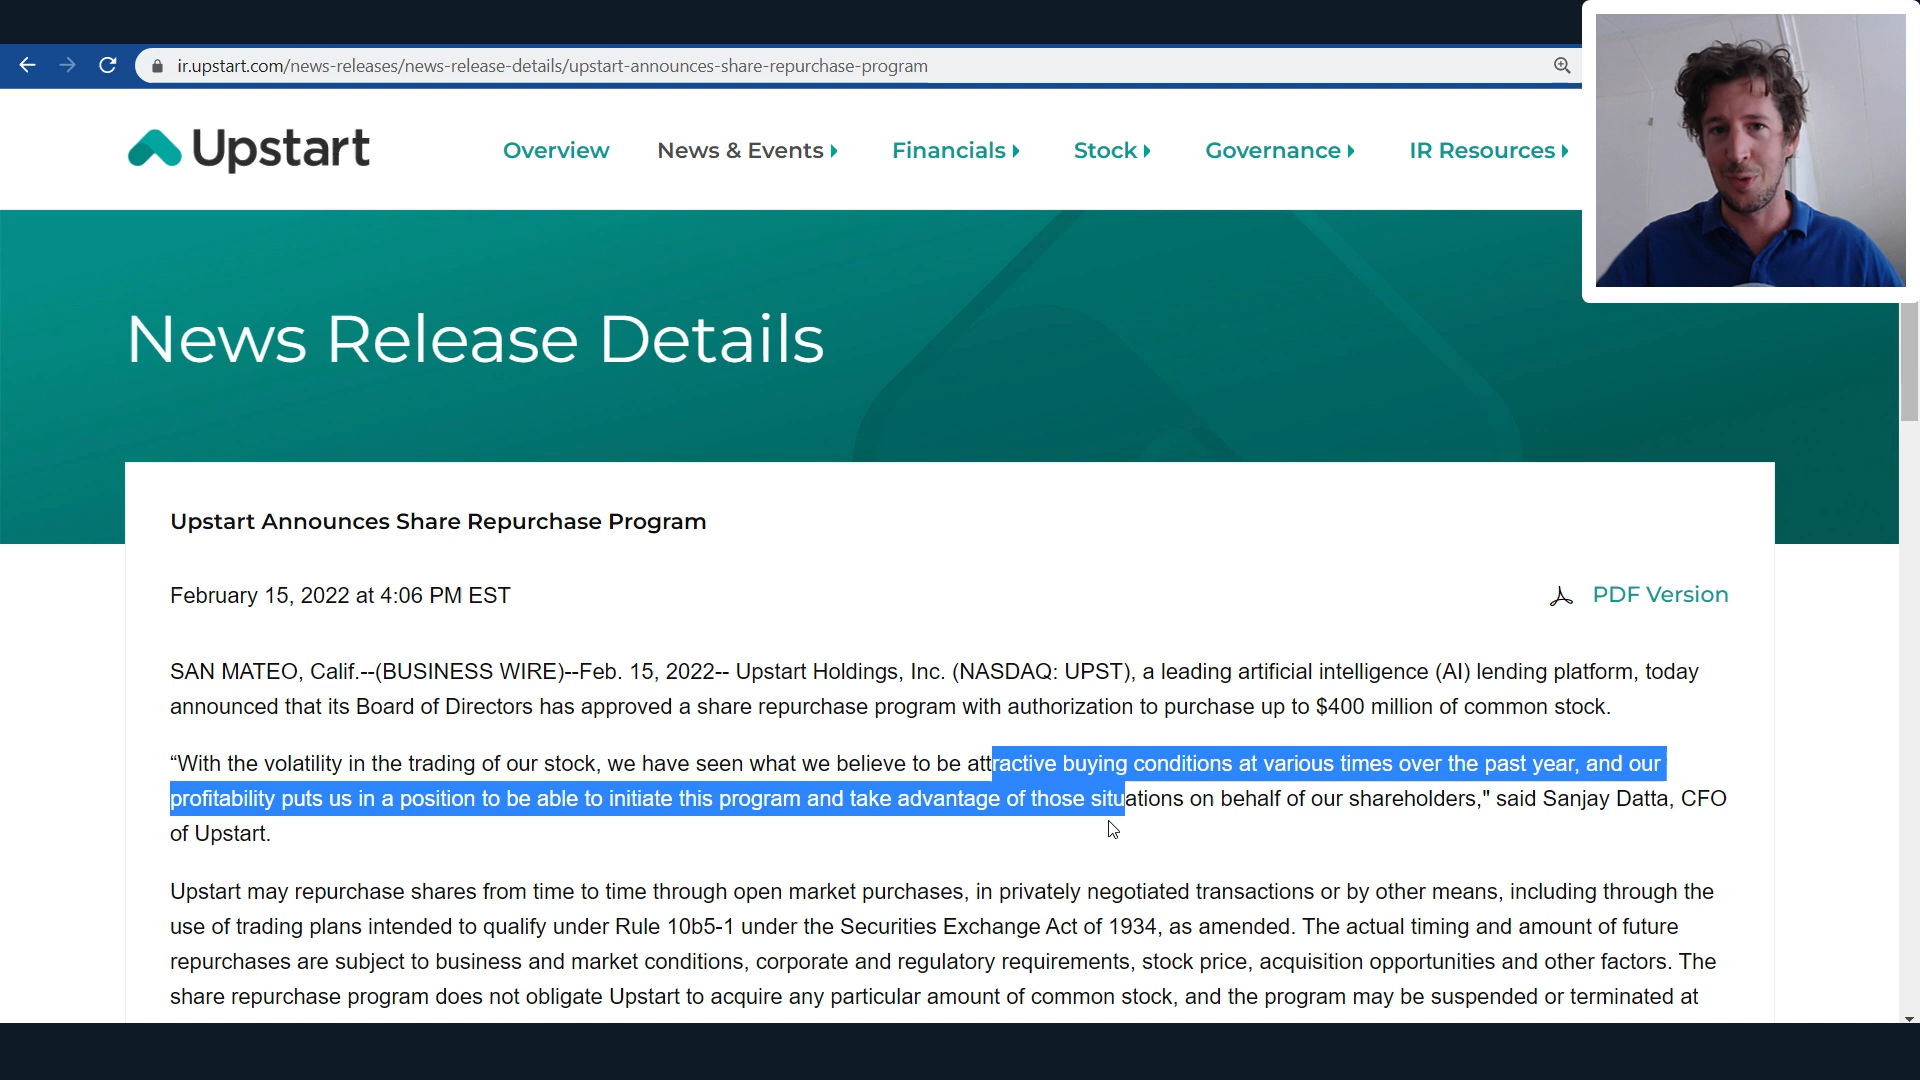 ir.upstart.com/news-releases/news-release-details/upstart-announces-share-repurchase-program
Upstart
Overview
News & Events
Financials
Stock
Governance
IR Resources
News Release Details
Upstart Announces Share Repurchase Program
February 15, 2022 at 4:06 PM EST
PDF Version
SAN MATEO, Calif.--(BUSINESS WIRE)--Feb. 15, 2022-- Upstart Holdings, Inc. (NASDAQ: UPST), a leading artificial intelligence (AI) lending platform, today
announced that its Board of Directors has approved a share repurchase program with authorization to purchase up to $400 million of common stock.
“With the volatility in the trading of our stock, we have seen what we believe to be attractive buying conditions at various times over the past year, and our
profitability puts us in a position to be able to initiate this program and take advantage of those situations on behalf of our shareholders," said Sanjay Datta, CFO
of Upstart.
Upstart may repurchase shares from time to time through open market purchases, in privately negotiated transactions or by other means, including through the
use of trading plans intended to qualify under Rule 10b5-1 under the Securities Exchange Act of 1934, as amended. The actual timing and amount of future
repurchases are subject to business and market conditions, corporate and regulatory requirements, stock price, acquisition opportunities and other factors. The
share repurchase program does not obligate Upstart to acquire any particular amount of common stock, and the program may be suspended or terminated at